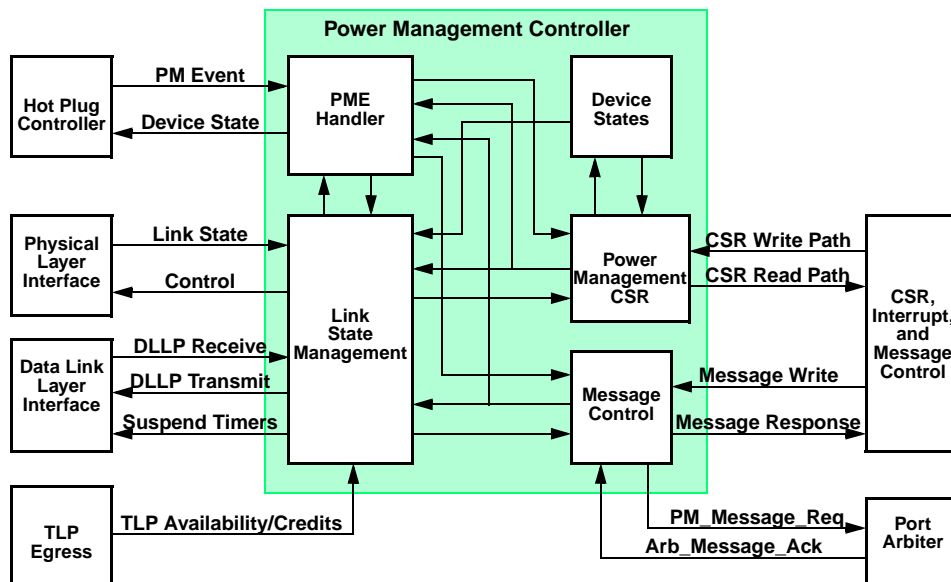 Power Management Controller
Hot Plug
Controller
PM Event
Device State
PME
Handler
Device
States
Physical
Layer
Interface
Link State
Control
Link
State
Management
Power
Management
CSR
CSR Write Path
CSR Read Path
CSR,
Interrupt,
and
Message
Control
Data Link
Layer
Interface
DLLP Receive
DLLP Transmit
Suspend Timers
Message
Control
Message Write
Message Response
TLP
Egress
TLP Availability/Credits
PM_Message_Req
Arb_Message_Ack
Port
Arbiter